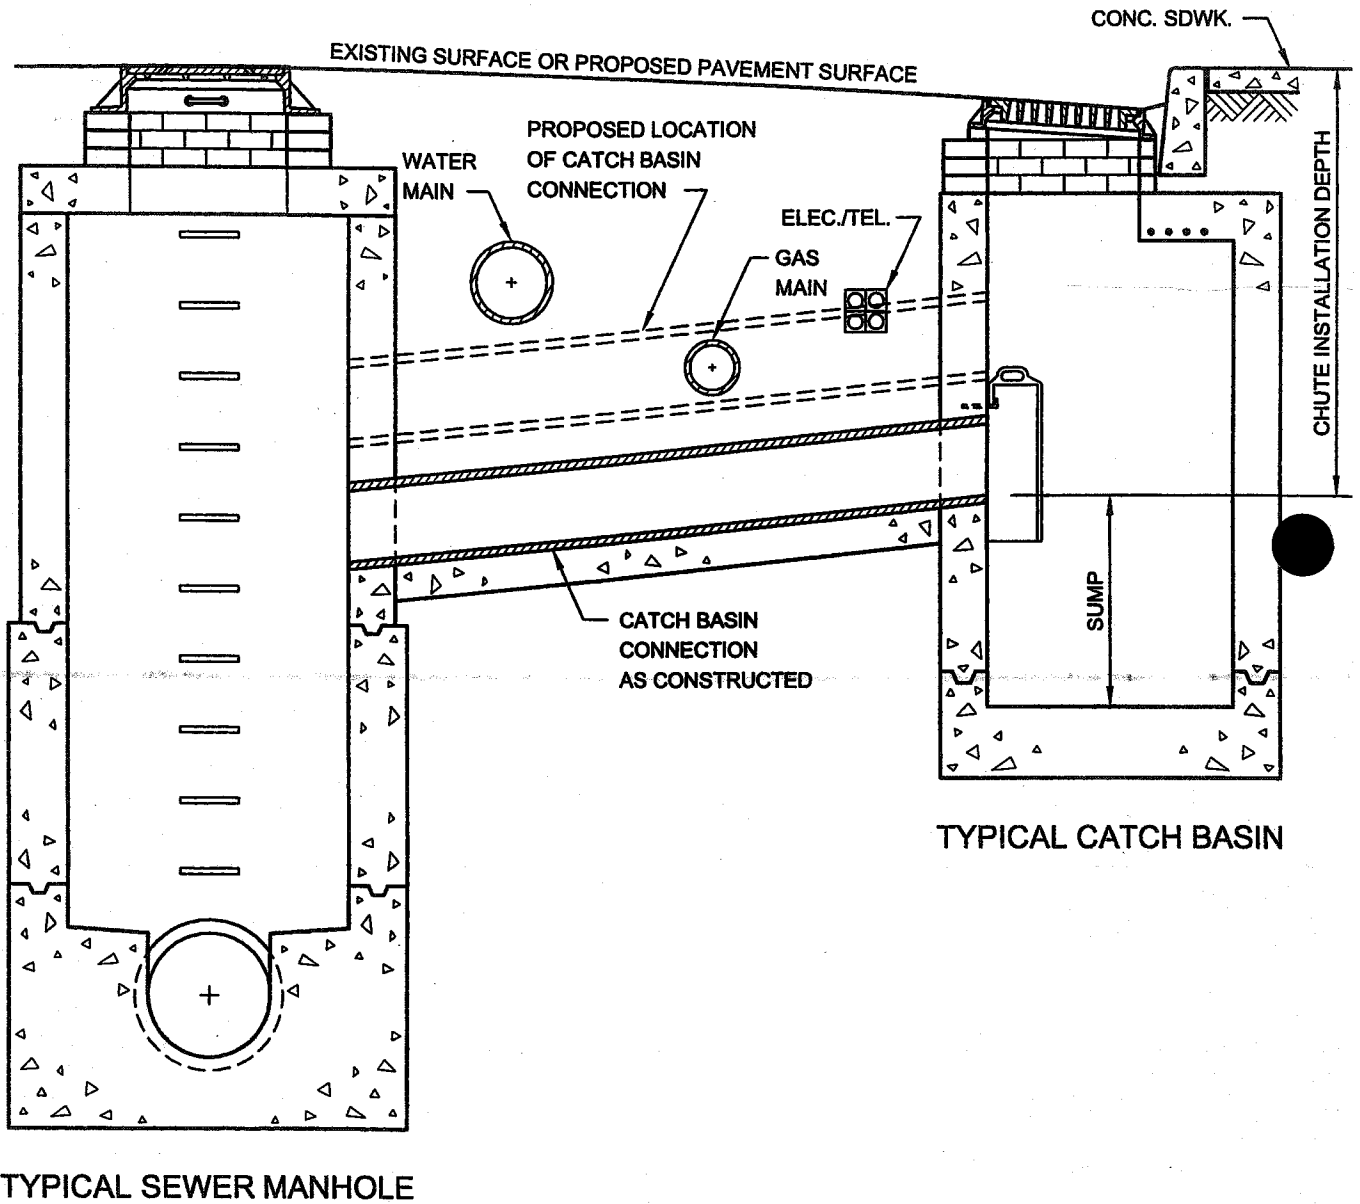 CONC. SDWK.
EXISTING SURFACE OR PROPOSED PAVEMENT SURFACE
PROPOSED LOCATION
OF CATCH BASIN
CONNECTION
WATER
MAIN
ELEC./TEL.
GAS
MAIN
CHUTE INSTALLATION DEPTH
SUMP
CATCH BASIN
CONNECTION
AS CONSTRUCTED
TYPICAL CATCH BASIN
TYPICAL SEWER MANHOLE